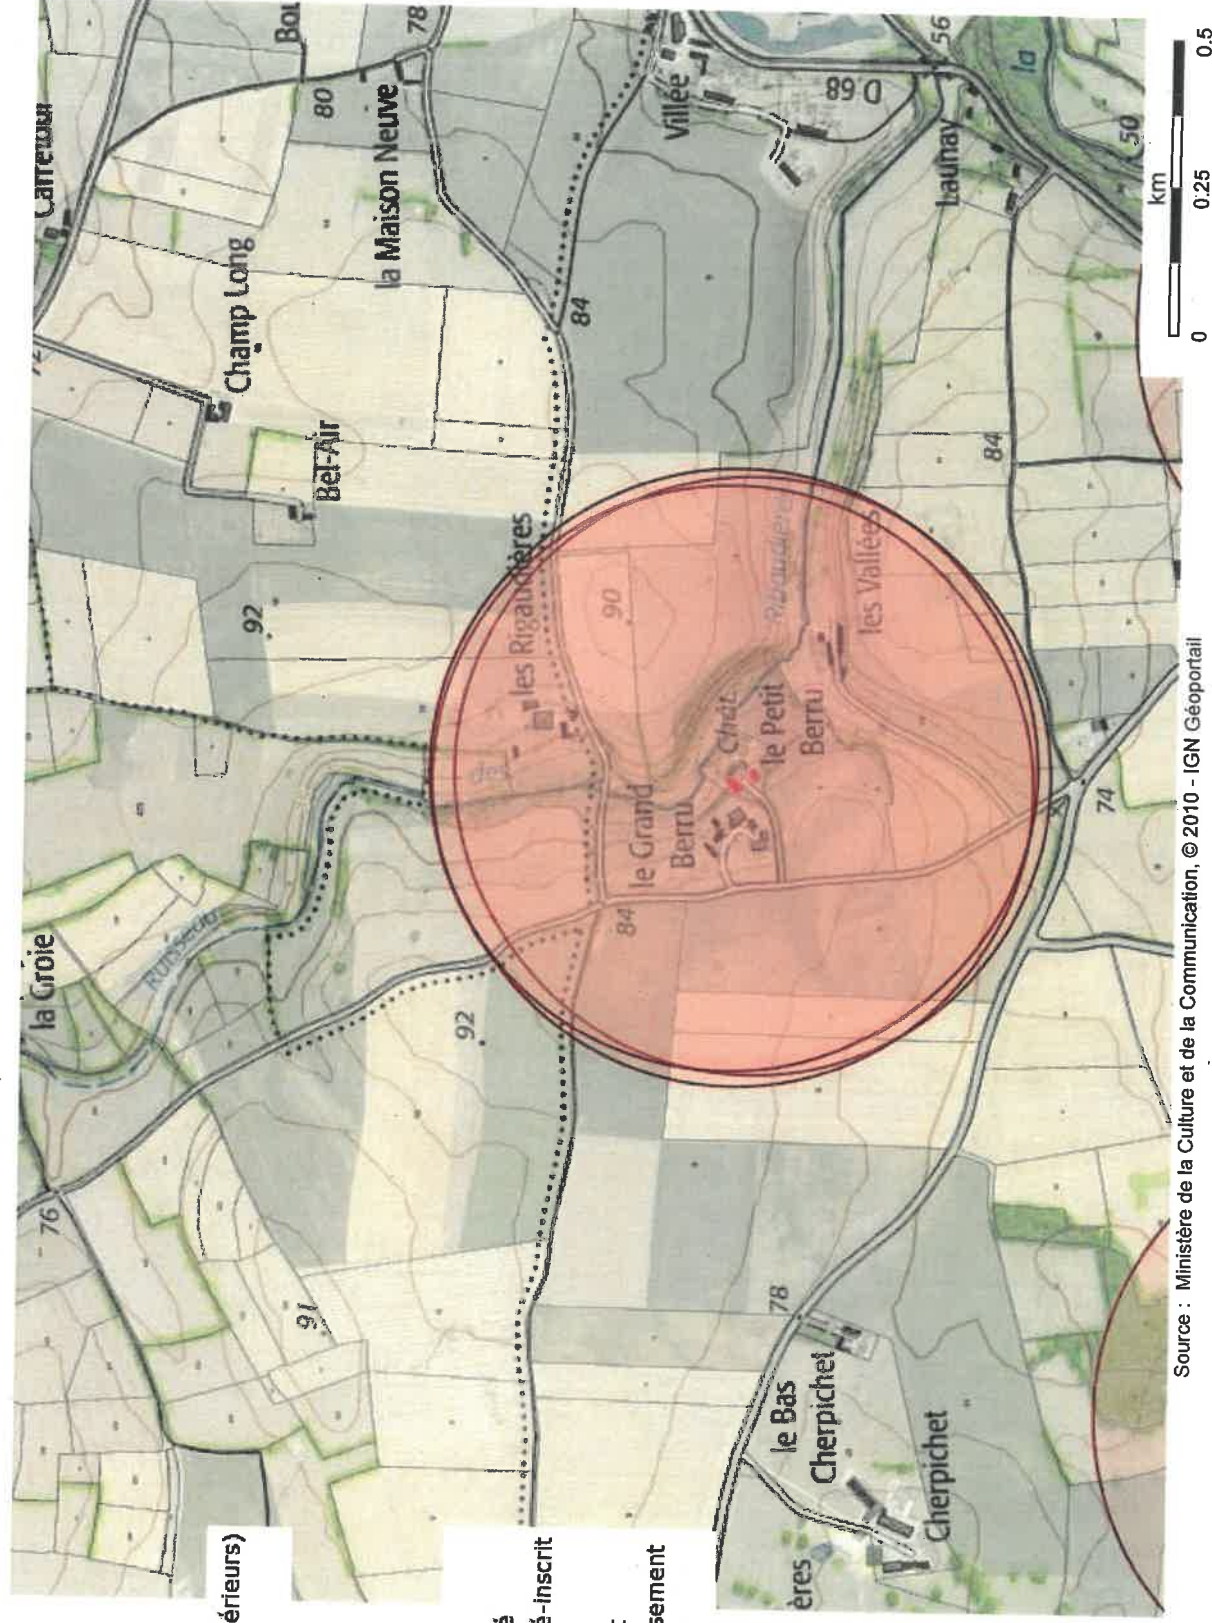 la Groie
Carrefour
76
Ruisseau
érieurs)
Champ Long
92
Bou
91
80
Bel-Air
la Maison Neuve
78
92
des
é
les Rigaudières
é-inscrit
84
90
84
le Grand
Berru
sement
Villée
Chât.
le Petit
Berru
78
le Bas
Cherpichet
ères
D 68
les Vallées
Launay
Cherpichet
56
84
la
74
50
km
0 0.25 0.5
Source : Ministère de la Culture et de la Communication, © 2010 - IGN Géoportail